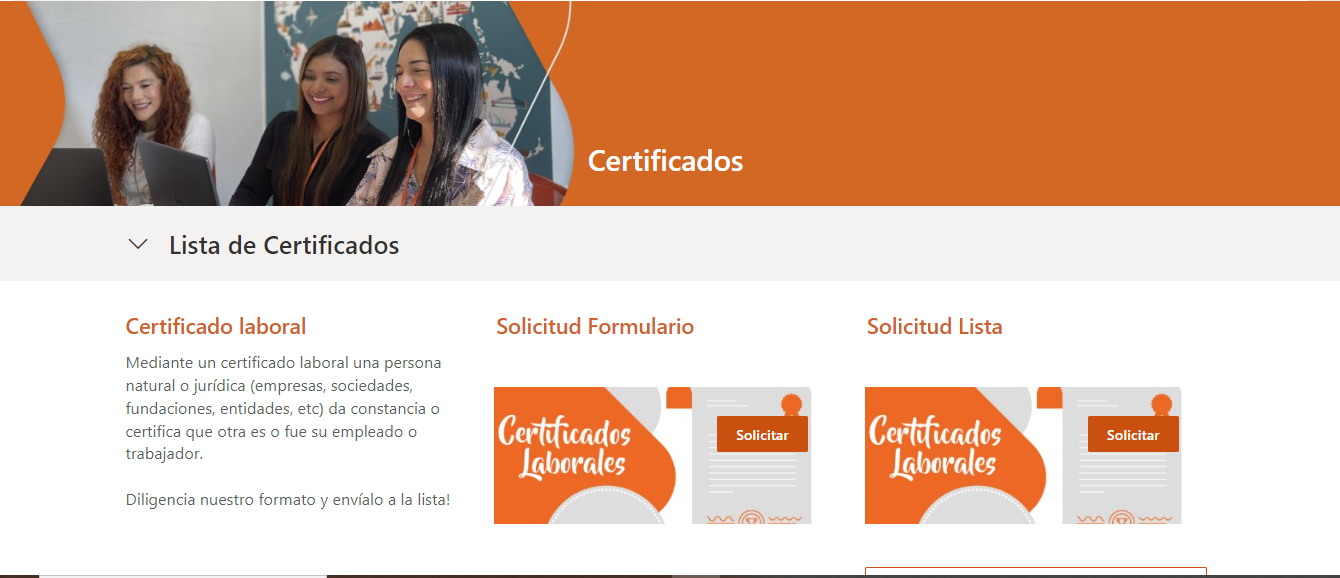 Certificados
Lista de Certificados
Certificado laboral
Mediante un certificado laboral una persona
natural o jurídica (empresas, sociedades,
fundaciones, entidades, etc) da constancia o
certifica que otra es o fue su empleado o
trabajador.
Diligencia nuestro formato y envíalo a la lista!
Solicitud Formulario
Certificados
Laborales
Solicitar
Solicitud Lista
Certificados
Laborales
Solicitar